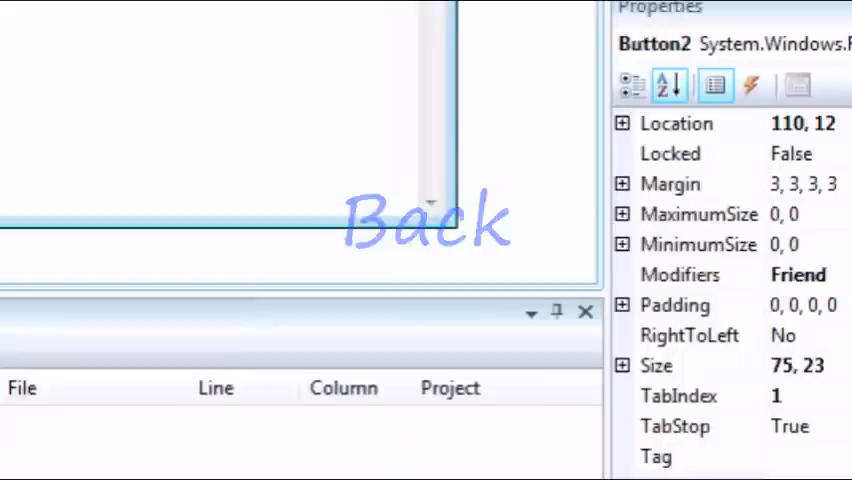 Properties
Button2 System.Windows.F
Location 110, 12
Locked False
Margin 3, 3, 3, 3
MaximumSize 0, 0
MinimumSize 0, 0
Modifiers Friend
Padding 0, 0, 0, 0
RightToLeft No
Size 75, 23
TabIndex 1
TabStop True
Tag
Back
File Line Column Project